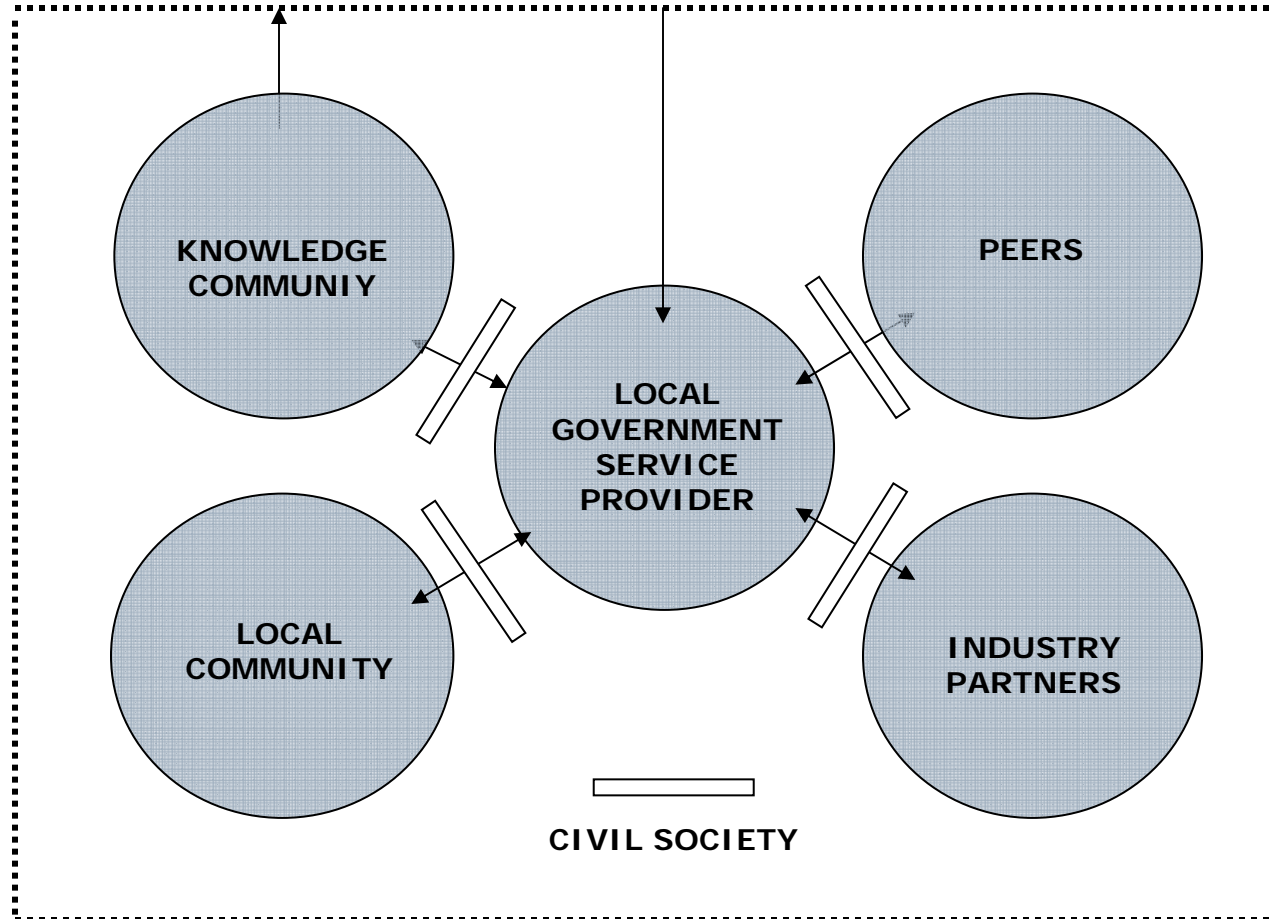 KNOWLEDGE
COMMUNIY
PEERS
LOCAL
GOVERNMENT
SERVICE
PROVIDER
LOCAL
COMMUNITY
INDUSTRY
PARTNERS
CIVIL SOCIETY